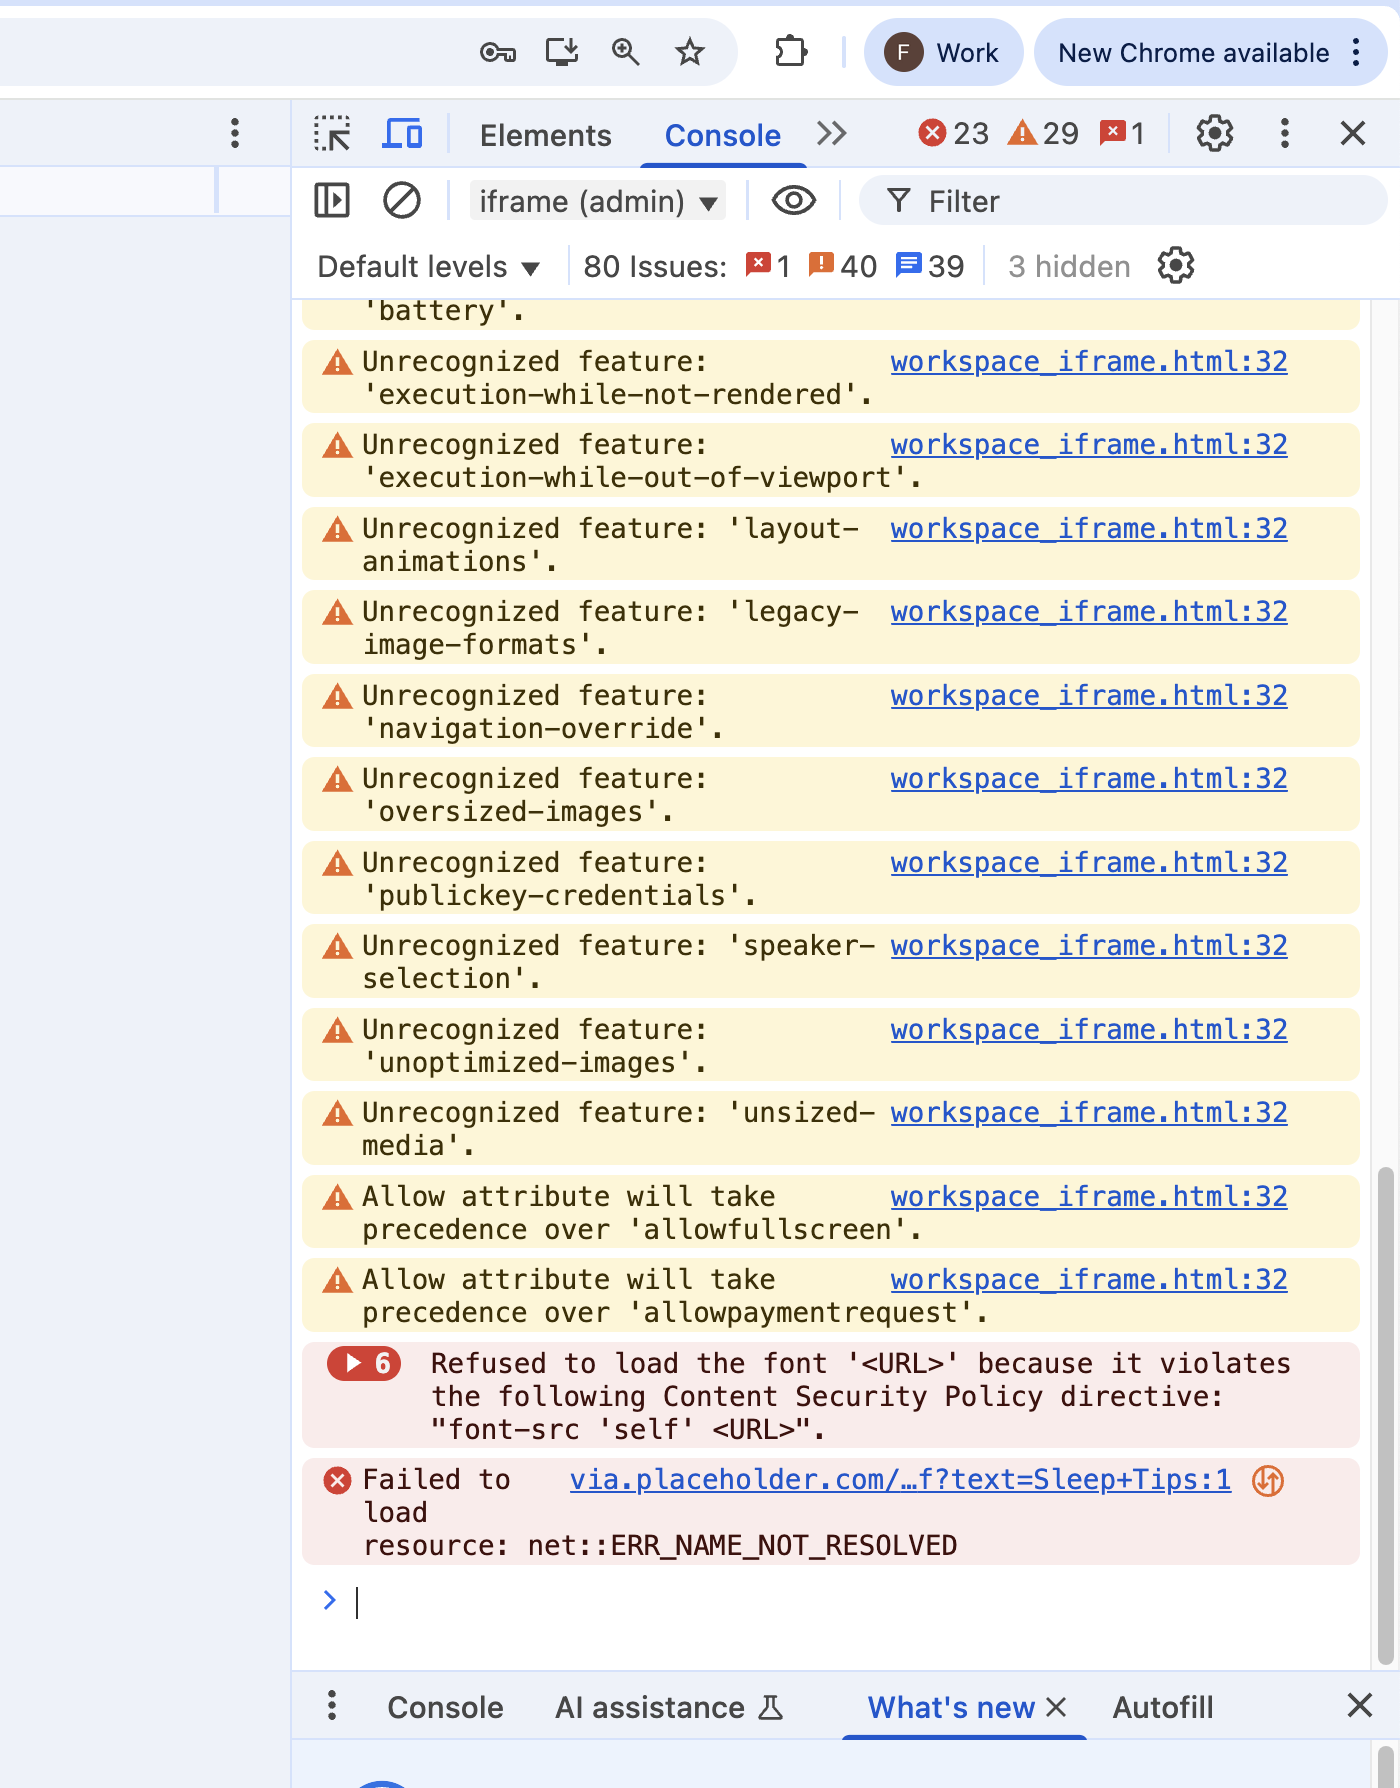 F Work New Chrome available
Elements Console 23 29 1
iframe (admin) ▼ Filter
Default levels ▼ 80 Issues: 1 40 39 3 hidden
'battery'.
Unrecognized feature: workspace_iframe.html:32
'execution-while-not-rendered'.
Unrecognized feature: workspace_iframe.html:32
'execution-while-out-of-viewport'.
Unrecognized feature: 'layout- workspace_iframe.html:32
animations'.
Unrecognized feature: 'legacy- workspace_iframe.html:32
image-formats'.
Unrecognized feature: workspace_iframe.html:32
'navigation-override'.
Unrecognized feature: workspace_iframe.html:32
'oversized-images'.
Unrecognized feature: workspace_iframe.html:32
'publickey-credentials'.
Unrecognized feature: 'speaker- workspace_iframe.html:32
selection'.
Unrecognized feature: workspace_iframe.html:32
'unoptimized-images'.
Unrecognized feature: 'unsized- workspace_iframe.html:32
media'.
Allow attribute will take workspace_iframe.html:32
precedence over 'allowfullscreen'.
Allow attribute will take workspace_iframe.html:32
precedence over 'allowpaymentrequest'.
6 Refused to load the font '<URL>' because it violates
the following Content Security Policy directive:
"font-src 'self' <URL>".
Failed to via.placeholder.com/…f?text=Sleep+Tips:1
load
resource: net::ERR_NAME_NOT_RESOLVED
Console AI assistance What's new Autofill